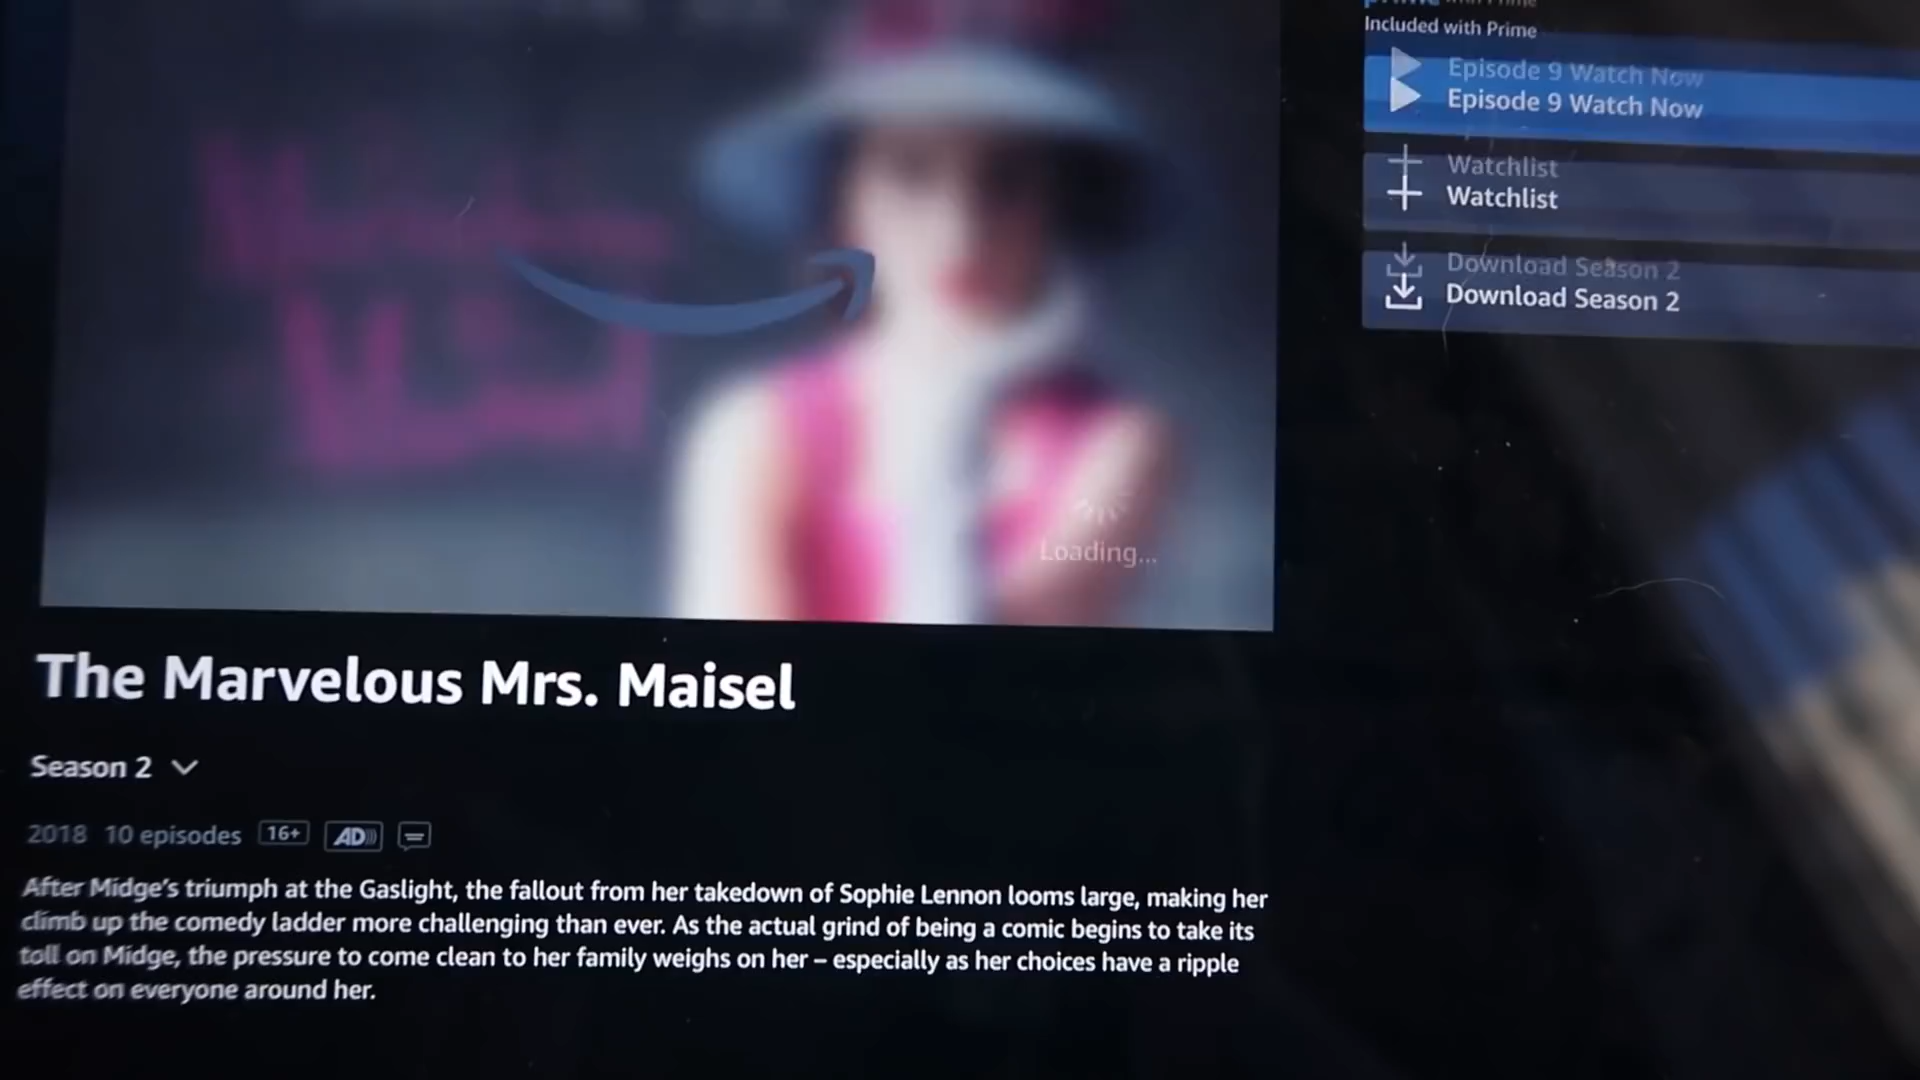 Included with Prime
Episode 9 Watch Now
Episode 9 Watch Now
Watchlist
Watchlist
Download Season 2
Download Season 2
Loading...
The Marvelous Mrs. Maisel
Season 2
2018 10 episodes 16+ AD
After Midge's triumph at the Gaslight, the fallout from her takedown of Sophie Lennon looms large, making her
climb up the comedy ladder more challenging than ever. As the actual grind of being a comic begins to take its
toll on Midge, the pressure to come clean to her family weighs on her – especially as her choices have a ripple
effect on everyone around her.